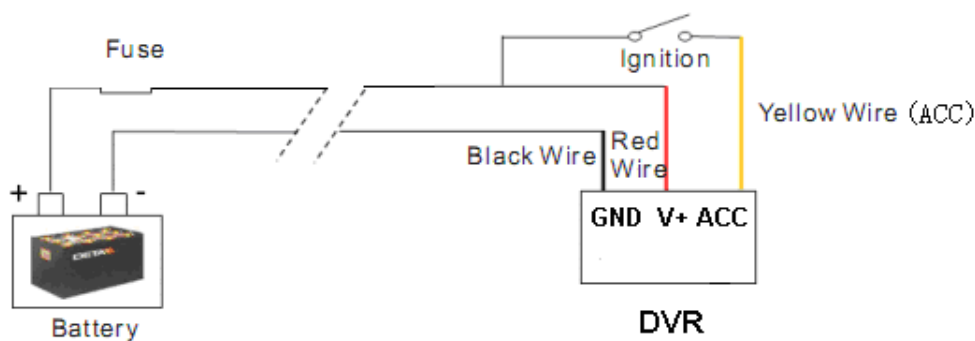 Fuse
Ignition
Yellow Wire (ACC)
Black Wire
Red
Wire
+
-
GND V+ ACC
DETA
Battery
DVR